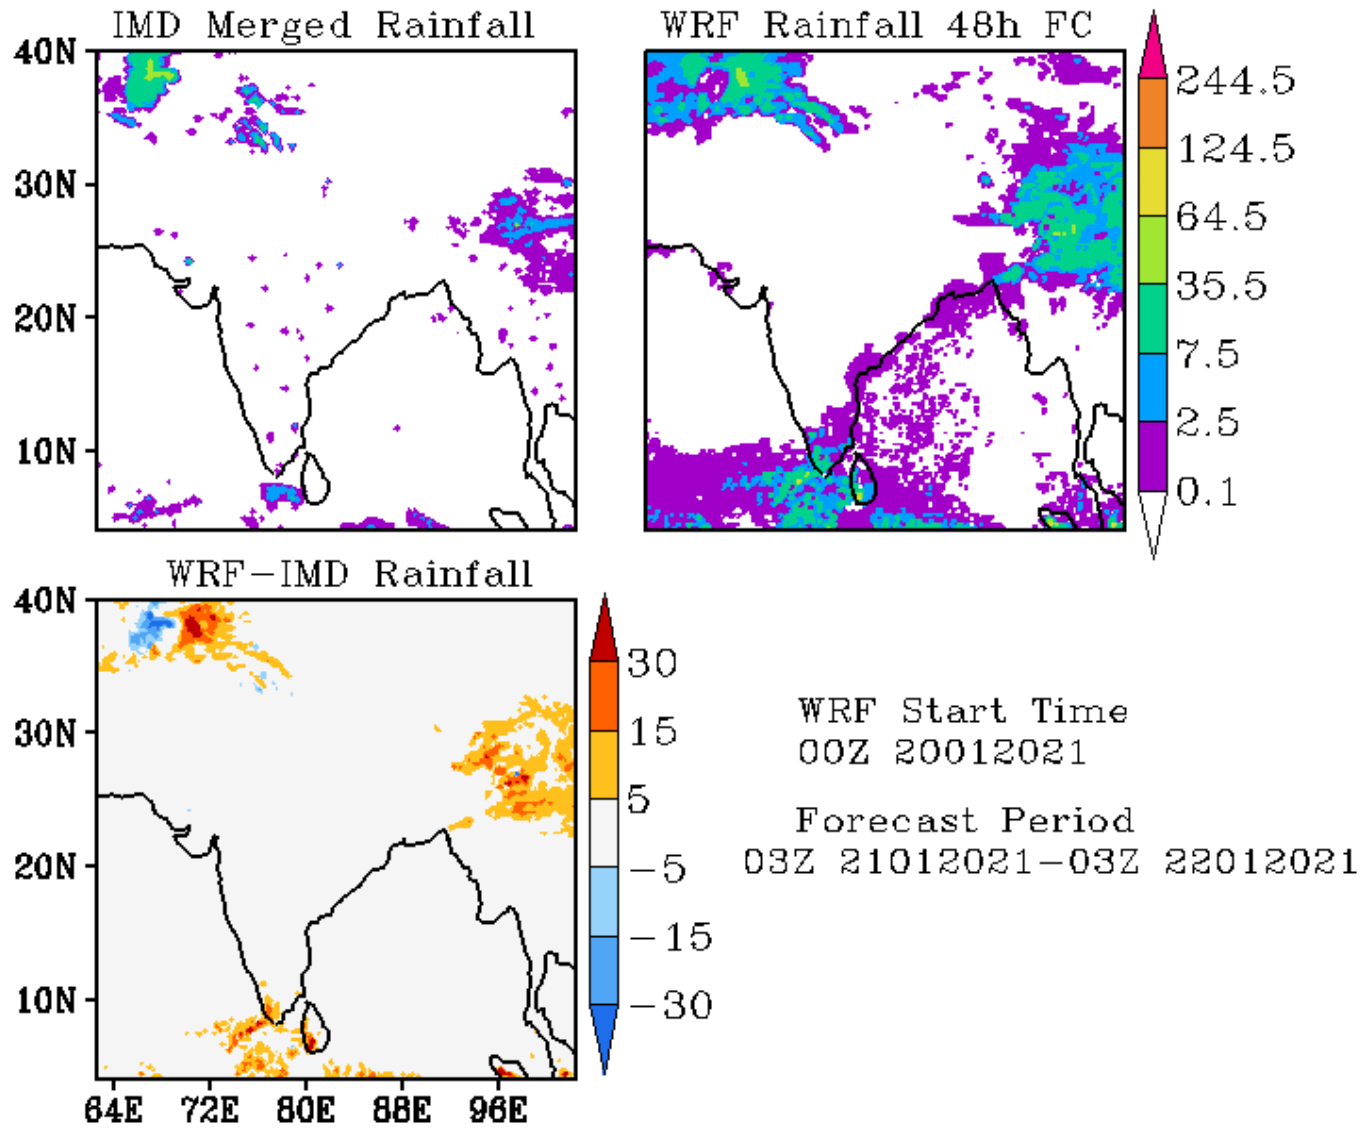 IMD Merged Rainfall
WRF Rainfall 48h FC
40N
30N
20N
10N
244.5
124.5
64.5
35.5
7.5
2.5
0.1
WRF-IMD Rainfall
40N
30N
20N
10N
64E 72E 80E 88E 96E
30
15
5
-5
-15
-30
WRF Start Time
00Z 20012021
Forecast Period
03Z 21012021-03Z 22012021